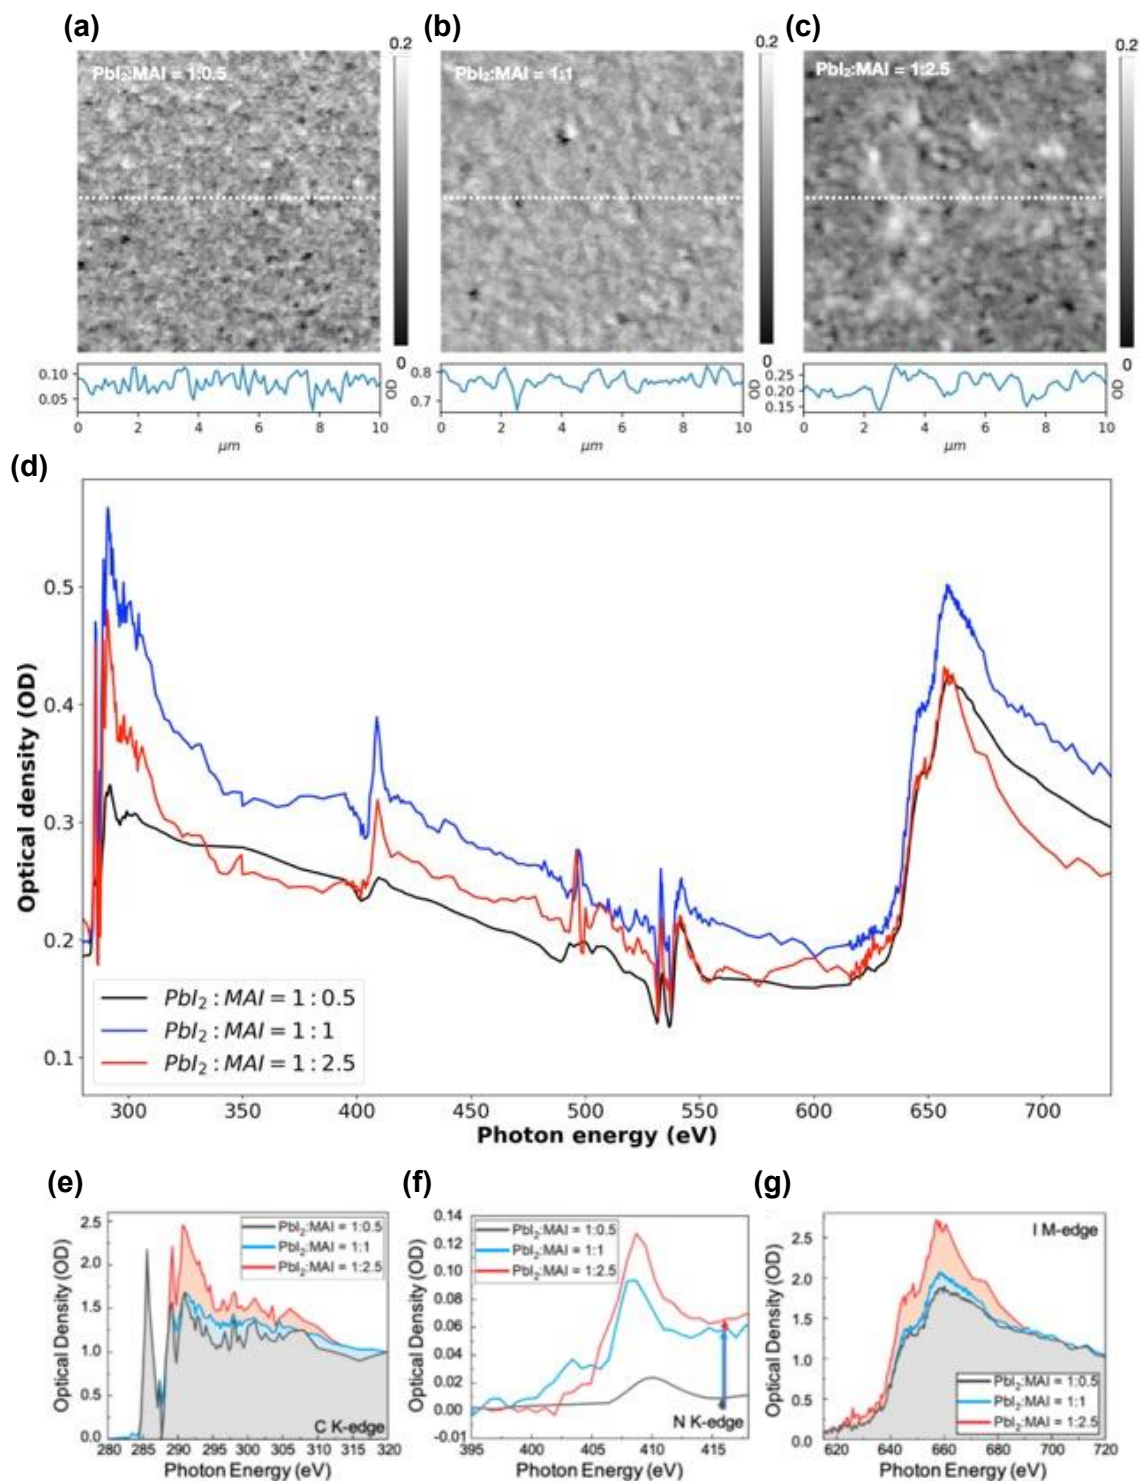 (a) (b) (c)
0.2 0.2 0.2
PbI₂:MAI = 1:0.5 PbI₂:MAI = 1:1 PbI₂:MAI = 1:2.5
0 0 0
0.10
0.05
OD
0 2 4 6 8 10
μm
0.8
0.7
OD
0 2 4 6 8 10
μm
0.25
0.20
0.15
0 2 4 6 8 10
μm
(d)
Optical density (OD)
0.5
0.4
0.3
0.2
0.1
PbI₂ : MAI = 1 : 0.5
PbI₂ : MAI = 1 : 1
PbI₂ : MAI = 1 : 2.5
300 350 400 450 500 550 600 650 700
Photon energy (eV)
(e)
Optical Density (OD)
2.5
2.0
1.5
1.0
0.5
0.0
PbI₂:MAI = 1:0.5
PbI₂:MAI = 1:1
PbI₂:MAI = 1:2.5
C K-edge
280 285 290 295 300 305 310 315 320
Photon Energy (eV)
(f)
Optical Density (OD)
0.14
0.12
0.10
0.08
0.06
0.04
0.02
0.00
-0.01
PbI₂:MAI = 1:0.5
PbI₂:MAI = 1:1
PbI₂:MAI = 1:2.5
N K-edge
395 400 405 410 415
Photon Energy (eV)
(g)
Optical Density (OD)
2.5
2.0
1.5
1.0
0.5
0.0
I M-edge
PbI₂:MAI = 1:0.5
PbI₂:MAI = 1:1
PbI₂:MAI = 1:2.5
620 640 660 680 700 720
Photon Energy (eV)